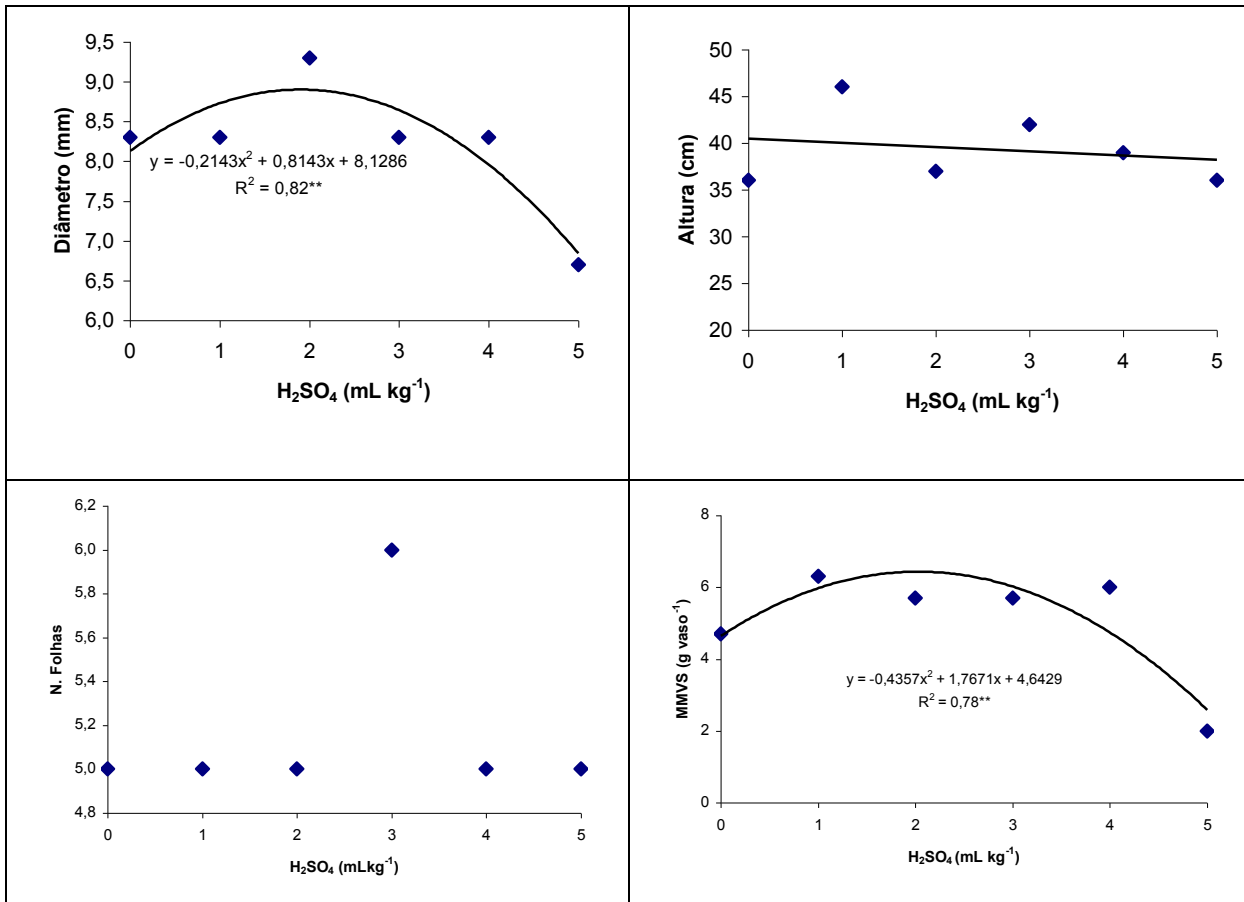 9,5
9,0
8,5
8,0
7,5
7,0
6,5
6,0
Diâmetro (mm)
y = -0,2143x² + 0,8143x + 8,1286
R² = 0,82**
0 1 2 3 4 5
H₂SO₄ (mL kg⁻¹)
50
45
40
35
30
25
20
Altura (cm)
0 1 2 3 4 5
H₂SO₄ (mL kg⁻¹)
6,2
6,0
5,8
5,6
5,4
5,2
5,0
4,8
N. Folhas
0 1 2 3 4 5
H₂SO₄ (mLkg⁻¹)
8
6
4
2
0
MMVS (g vaso⁻¹)
y = -0,4357x² + 1,7671x + 4,6429
R² = 0,78**
0 1 2 3 4 5
H₂SO₄ (mL kg⁻¹)